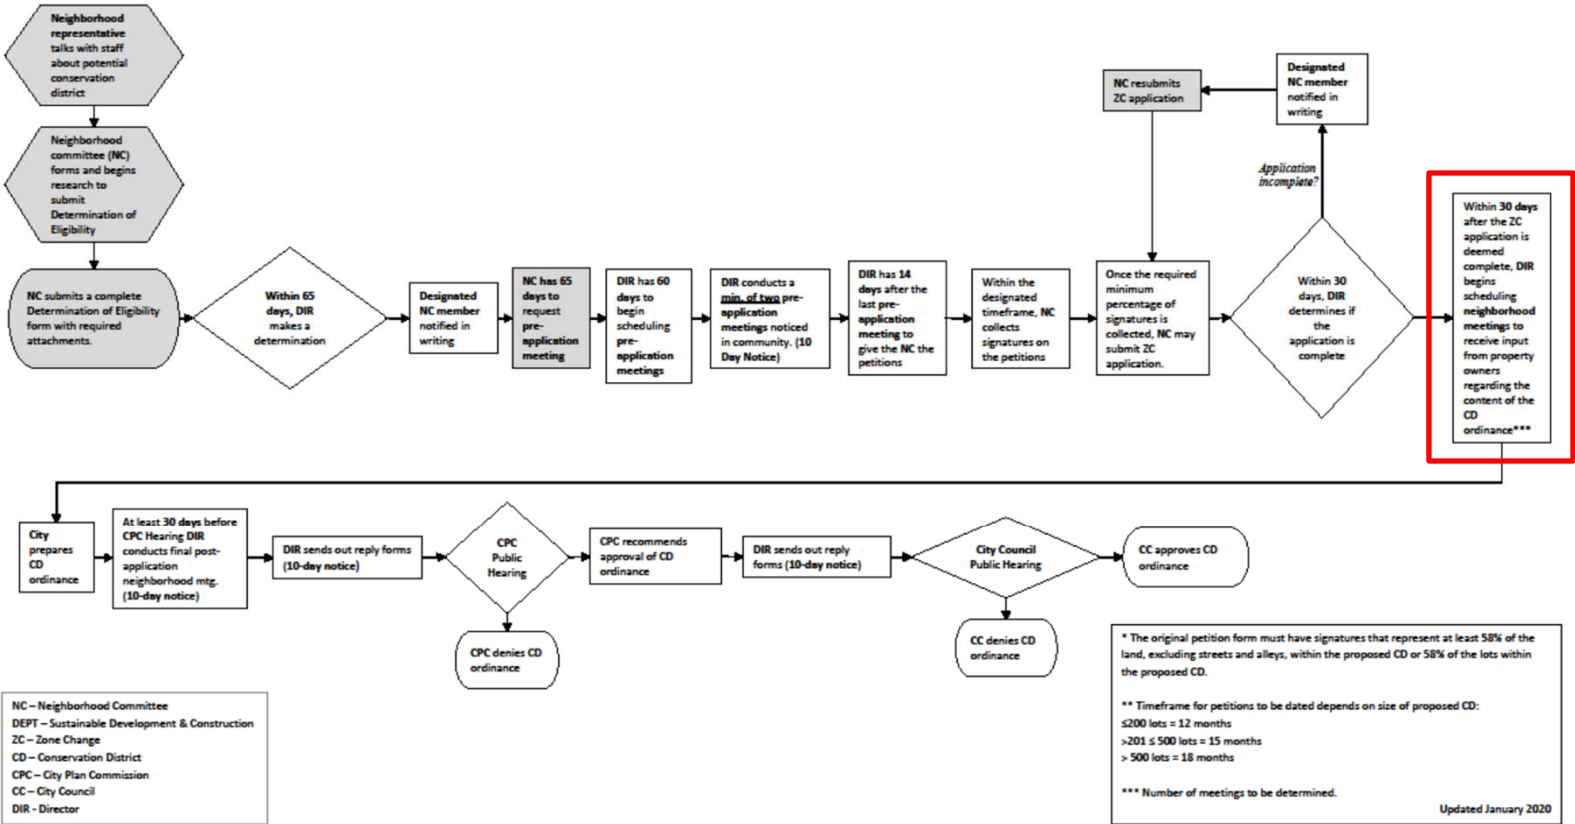 Neighborhood
representative
talks with staff
about potential
conservation
district
Neighborhood
committee (NC)
forms and begins
research to
submit
Determination of
Eligibility
NC submits a complete
Determination of Eligibility
form with required
attachments.
Within 65
days, DIR
makes a
determination
Designated
NC member
notified in
writing
NC has 65
days to
request
pre-
application
meeting
DIR has 60
days to
begin
scheduling
pre-
application
meetings
DIR conducts a
min. of two pre-
application
meetings noticed
in community. (10
Day Notice)
DIR has 14
days after the
last pre-
application
meeting to
give the NC the
petitions
Within the
designated
timeframe, NC
collects
signatures on
the petitions
Once the required
minimum
percentage of
signatures is
collected, NC may
submit ZC
application.
NC resubmits
ZC application
Designated
NC member
notified in
writing
Application
incomplete?
Within 30
days, DIR
determines if
the
application is
complete
Within 30 days
after the ZC
application is
deemed
complete, DIR
begins
scheduling
neighborhood
meetings to
receive input
from property
owners
regarding the
content of the
CD
ordinance***
City
prepares
CD
ordinance
At least 30 days before
CPC Hearing DIR
conducts final post-
application
neighborhood mtg.
(10-day notice)
DIR sends out reply forms
(10-day notice)
CPC
Public
Hearing
CPC denies CD
ordinance
CPC recommends
approval of CD
ordinance
DIR sends out reply
forms (10-day notice)
City Council
Public Hearing
CC approves CD
ordinance
CC denies CD
ordinance
NC – Neighborhood Committee
DEPT – Sustainable Development & Construction
ZC – Zone Change
CD – Conservation District
CPC – City Plan Commission
CC – City Council
DIR - Director
* The original petition form must have signatures that represent at least 58% of the
land, excluding streets and alleys, within the proposed CD or 58% of the lots within
the proposed CD.
** Timeframe for petitions to be dated depends on size of proposed CD:
≤200 lots = 12 months
>201 ≤ 500 lots = 15 months
> 500 lots = 18 months
*** Number of meetings to be determined.
Updated January 2020